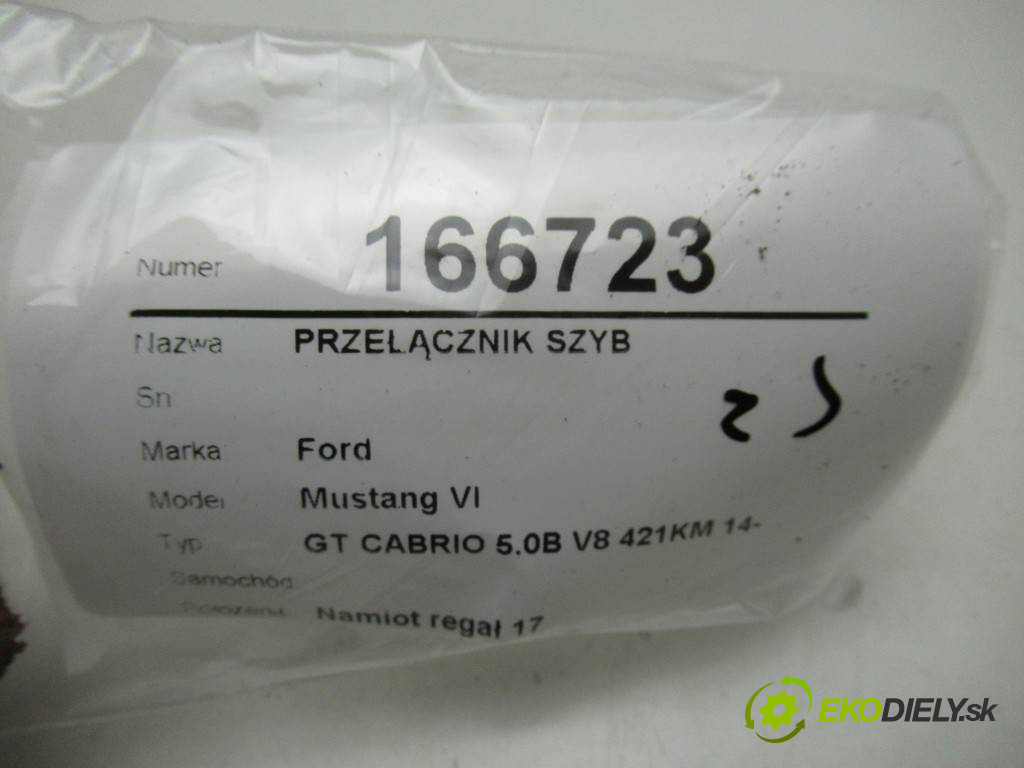 Numer 166723
Nazwa PRZEŁĄCZNIK SZYB
Sn
Marka Ford
Model Mustang VI
Typ GT CABRIO 5.0B V8 421KM 14-
Samochód
Położenie Namiot regał 17
EKODIELY.sk